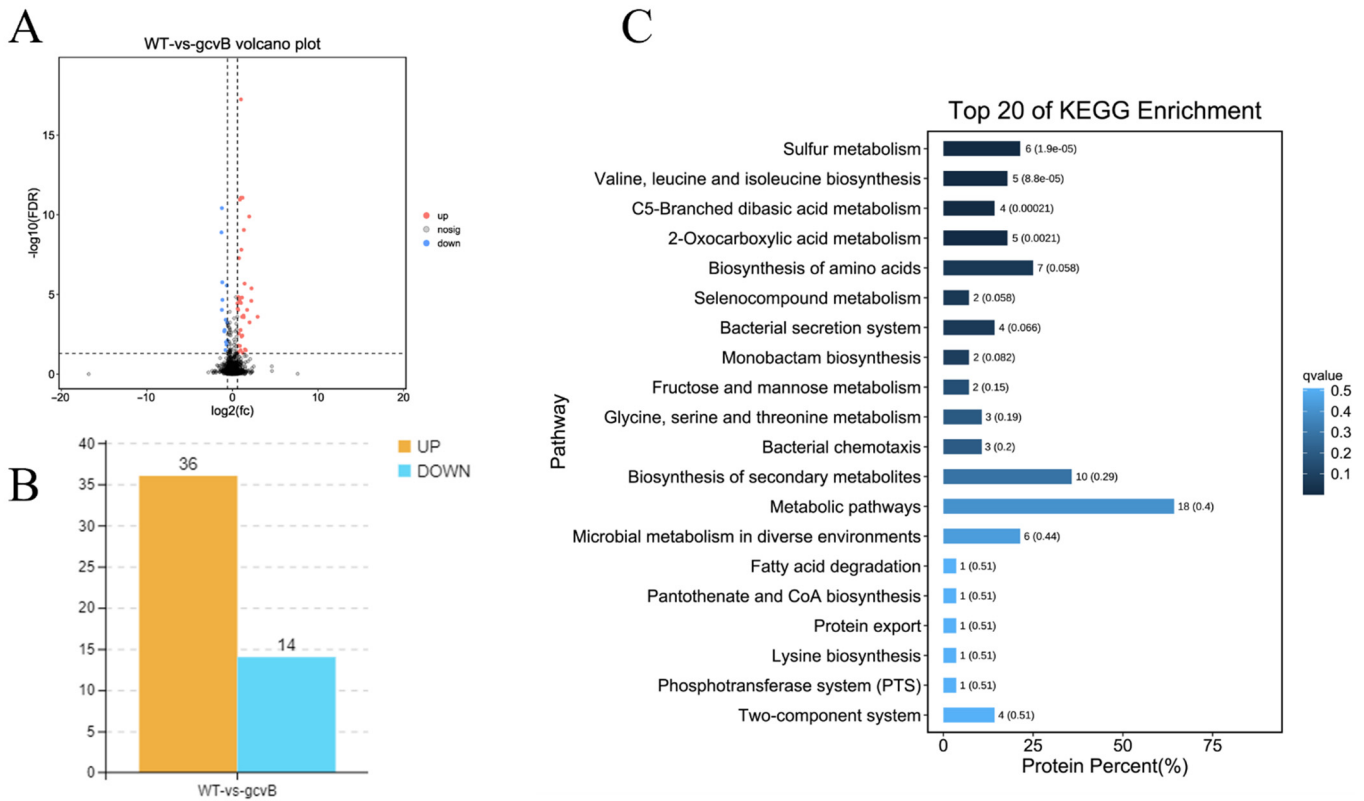 A
WT-vs-gcvB volcano plot
-log10(FDR)
15
10
5
0
−20
−10
0
10
20
log2(fc)
up
nosig
down
B
UP
DOWN
40
35
30
25
20
15
10
5
0
36
14
WT-vs-gcvB
C
Top 20 of KEGG Enrichment
Pathway
Sulfur metabolism 6 (1.9e-05)
Valine, leucine and isoleucine biosynthesis 5 (8.8e-05)
C5-Branched dibasic acid metabolism 4 (0.00021)
2-Oxocarboxylic acid metabolism 5 (0.0021)
Biosynthesis of amino acids 7 (0.058)
Selenocompound metabolism 2 (0.058)
Bacterial secretion system 4 (0.066)
Monobactam biosynthesis 2 (0.082)
Fructose and mannose metabolism 2 (0.15)
Glycine, serine and threonine metabolism 3 (0.19)
Bacterial chemotaxis 3 (0.2)
Biosynthesis of secondary metabolites 10 (0.29)
Metabolic pathways 18 (0.4)
Microbial metabolism in diverse environments 6 (0.44)
Fatty acid degradation 1 (0.51)
Pantothenate and CoA biosynthesis 1 (0.51)
Protein export 1 (0.51)
Lysine biosynthesis 1 (0.51)
Phosphotransferase system (PTS) 1 (0.51)
Two-component system 4 (0.51)
0 25 50 75
Protein Percent(%)
qvalue
0.5
0.4
0.3
0.2
0.1